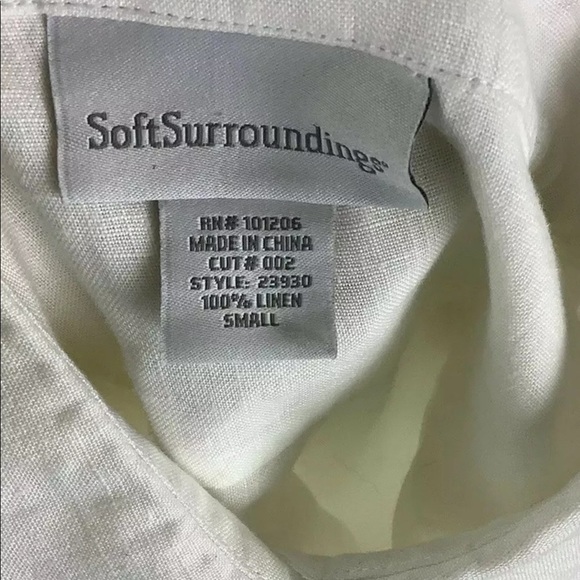 SoftSurroundings®
RN# 101206
MADE IN CHINA
CUT# 002
STYLE: 23930
100% LINEN
SMALL